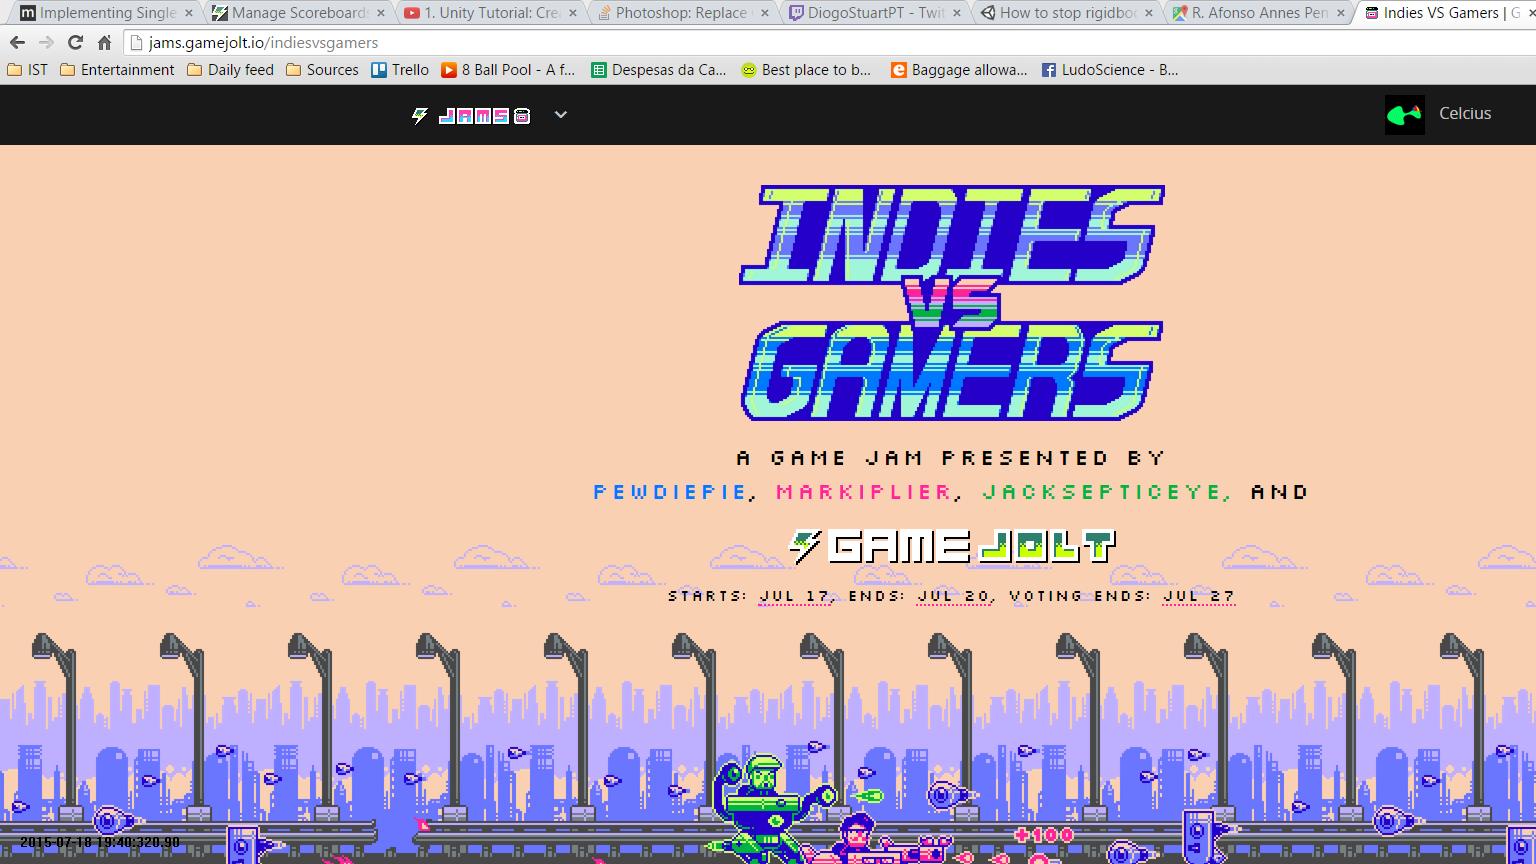 Implementing Single
Manage Scoreboards
1. Unity Tutorial: Cre
Photoshop: Replace
DiogoStuartPT - Twit
How to stop rigidbo
R. Afonso Annes Pen
Indies VS Gamers | G
jams.gamejolt.io/indiesvsgamers
IST
Entertainment
Daily feed
Sources
Trello
8 Ball Pool - A f...
Despesas da Ca...
Best place to b...
Baggage allowa...
LudoScience - B...
JAMS
Celcius
INDIES
VS
GAMERS
A GAME JAM PRESENTED BY
PEWDIEPIE, MARKIPLIER, JACKSEPTICEYE, AND
GAME JOLT
STARTS: JUL 17, ENDS: JUL 20, VOTING ENDS: JUL 27
+100
2015-07-18 19:40:320.90